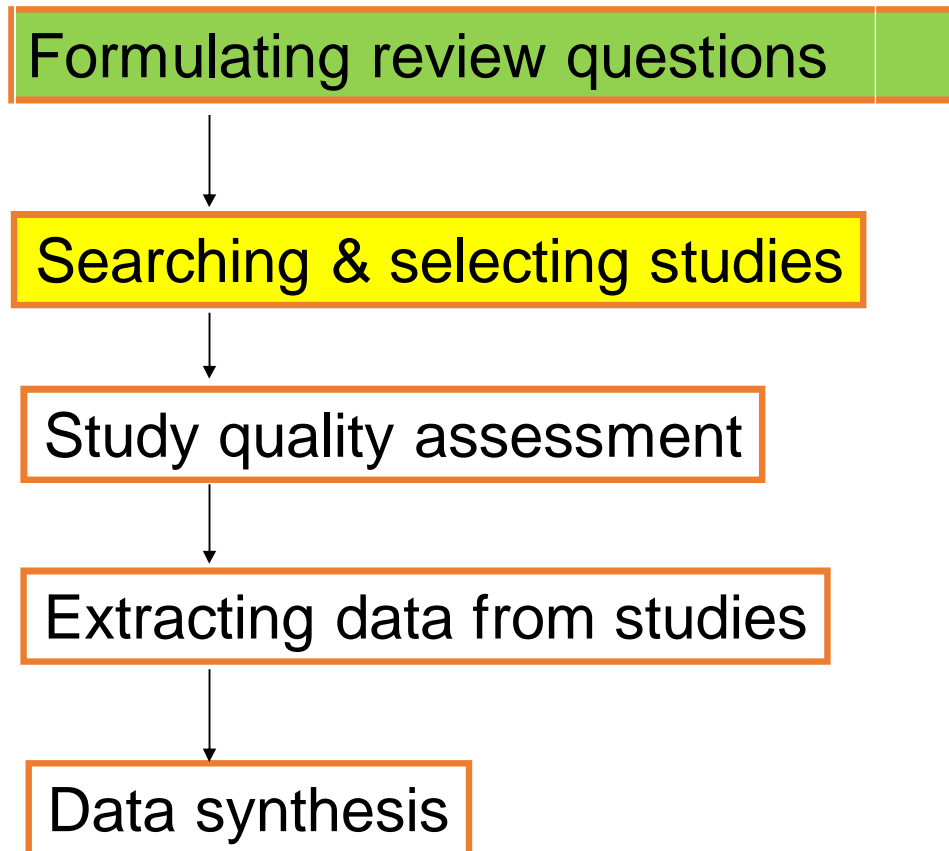 Formulating review questions
Searching & selecting studies
Study quality assessment
Extracting data from studies
Data synthesis